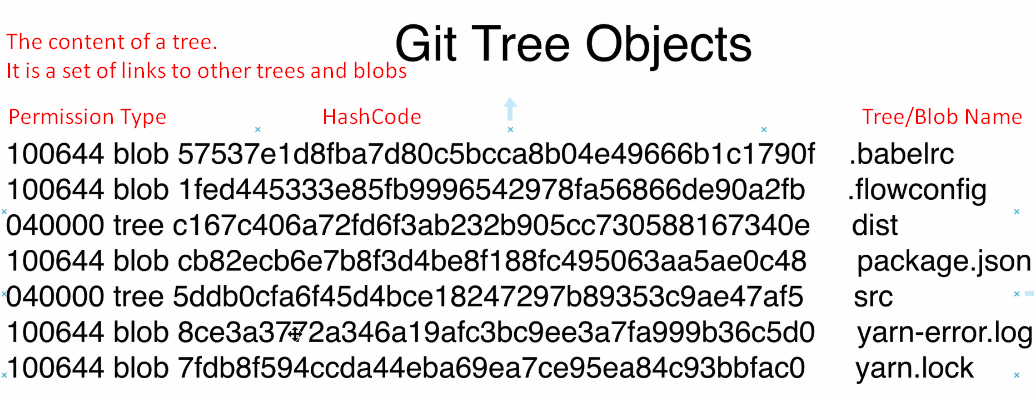 Git Tree Objects
The content of a tree.
It is a set of links to other trees and blobs
Permission Type HashCode Tree/Blob Name
100644 blob 57537e1d8fba7d80c5bcca8b04e49666b1c1790f .babelrc
100644 blob 1fed445333e85fb9996542978fa56866de90a2fb .flowconfig
040000 tree c167c406a72fd6f3ab232b905cc730588167340e dist
100644 blob cb82ecb6e7b8f3d4be8f188fc495063aa5ae0c48 package.json
040000 tree 5ddb0cfa6f45d4bce18247297b89353c9ae47af5 src
100644 blob 8ce3a3772a346a19afc3bc9ee3a7fa999b36c5d0 yarn-error.log
100644 blob 7fdb8f594ccda44eba69ea7ce95ea84c93bbfac0 yarn.lock